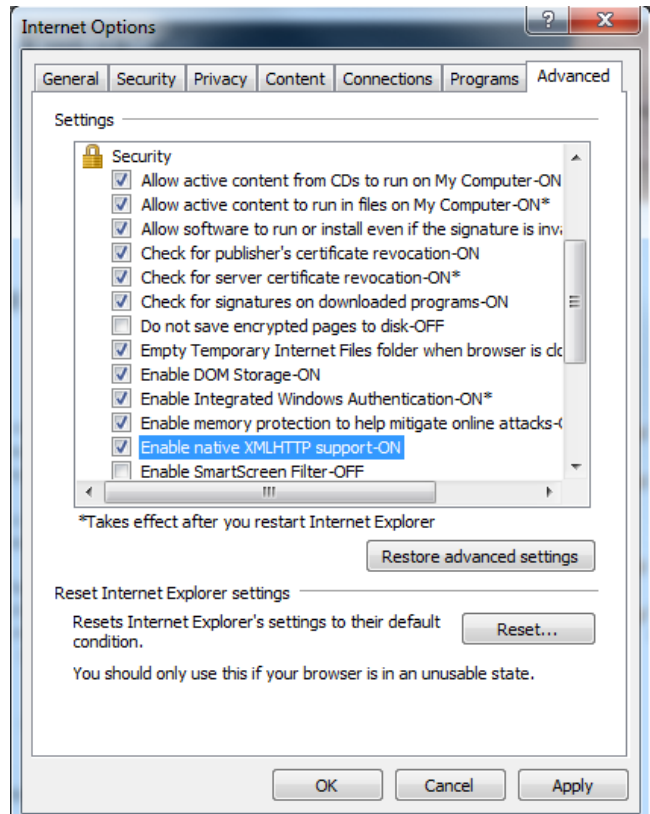 Internet Options
General Security Privacy Content Connections Programs Advanced
Settings
Security
Allow active content from CDs to run on My Computer-ON
Allow active content to run in files on My Computer-ON*
Allow software to run or install even if the signature is
Check for publisher's certificate revocation-ON
Check for server certificate revocation-ON*
Check for signatures on downloaded programs-ON
Do not save encrypted pages to disk-OFF
Empty Temporary Internet Files folder when browser is
Enable DOM Storage-ON
Enable Integrated Windows Authentication-ON*
Enable memory protection to help mitigate online attacks-
Enable native XMLHTTP support-ON
Enable SmartScreen Filter-OFF
*Takes effect after you restart Internet Explorer
Restore advanced settings
Reset Internet Explorer settings
Resets Internet Explorer's settings to their default
condition.
Reset...
You should only use this if your browser is in an unusable state.
OK Cancel Apply